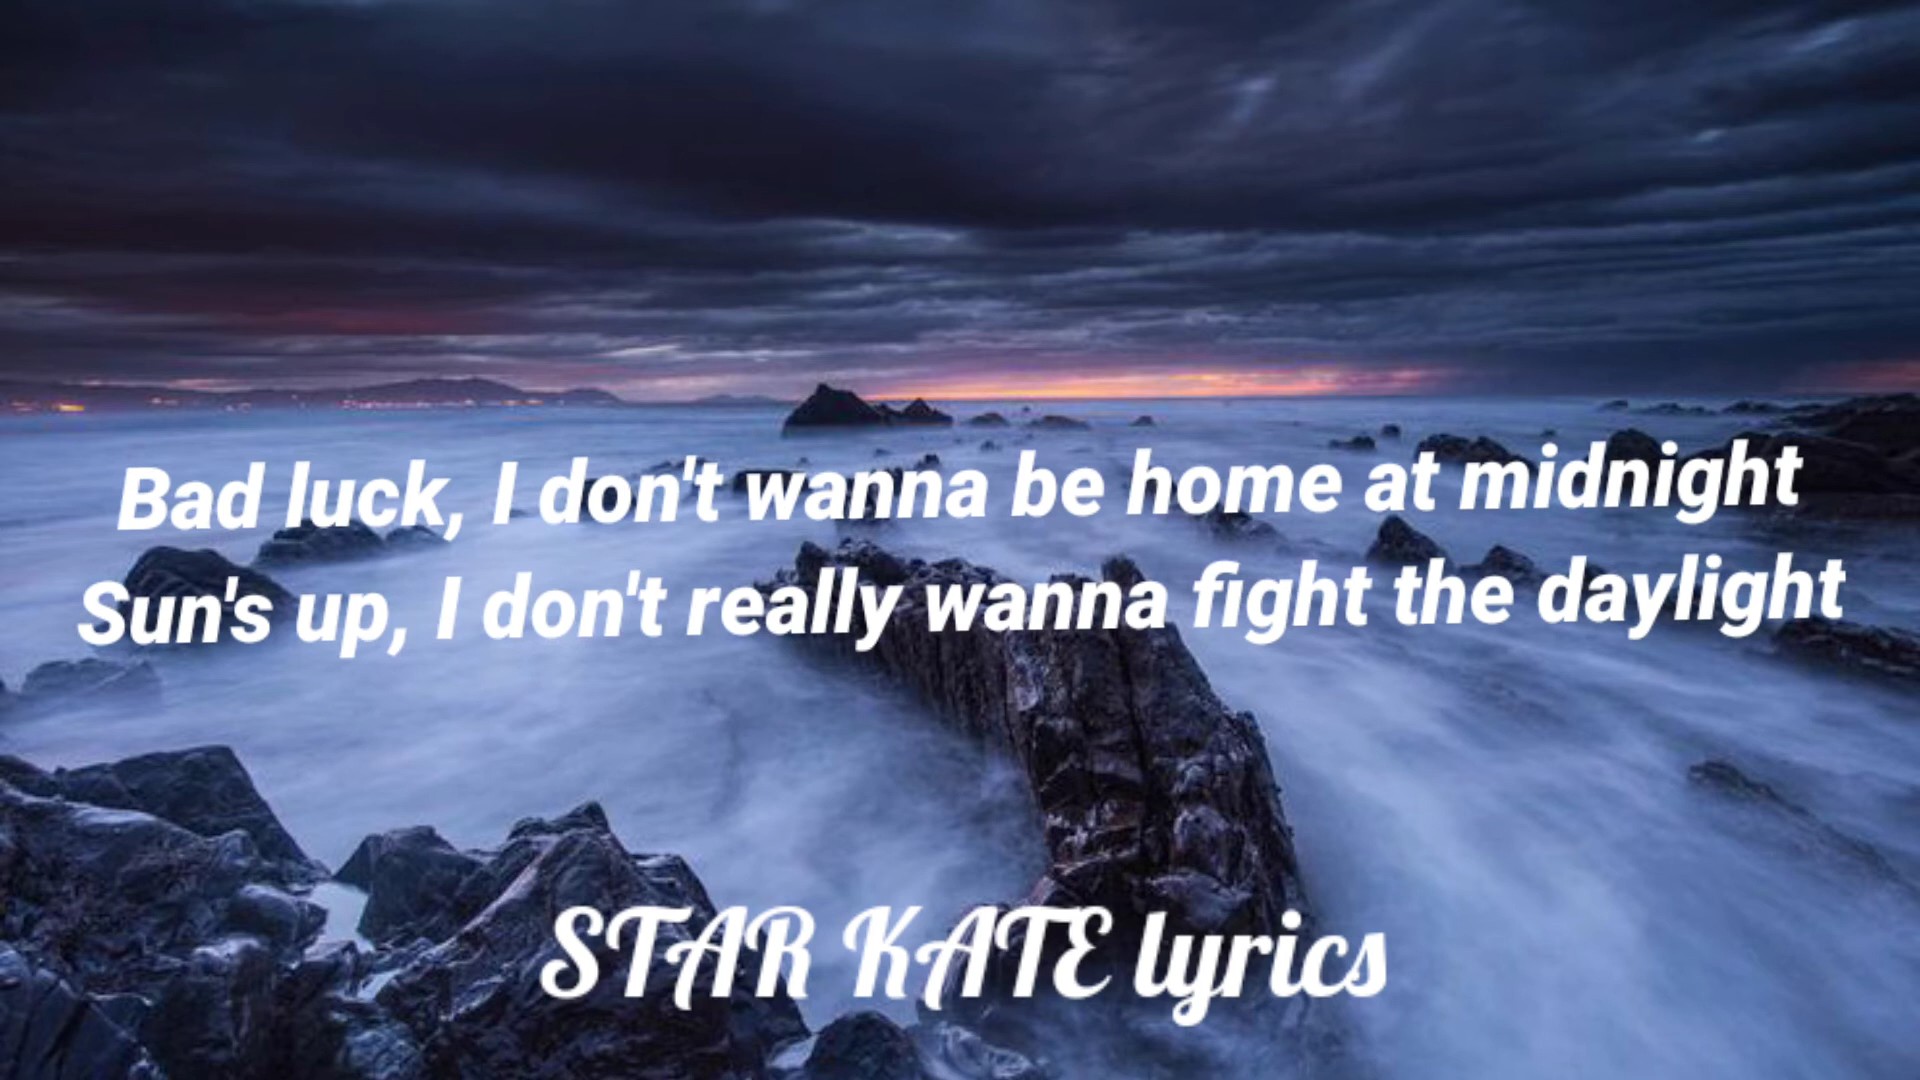 Bad luck, I don't wanna be home at midnight
Sun's up, I don't really wanna fight the daylight
STAR KATE lyrics